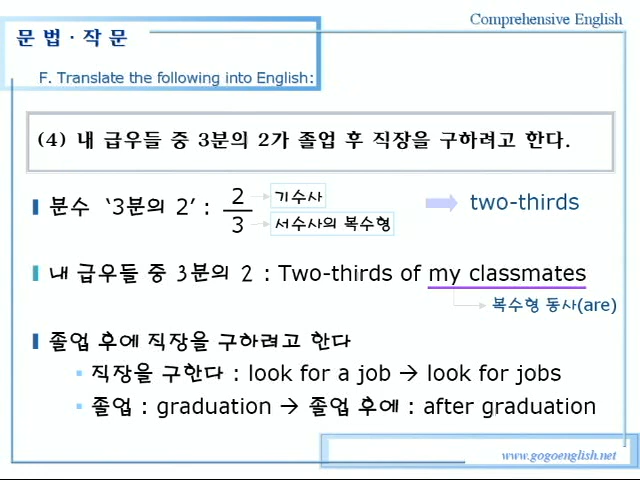 Comprehensive English
문 법 · 작 문
F. Translate the following into English:
(4) 내 급우들 중 3분의 2가 졸업 후 직장을 구하려고 한다.
분수 ‘3분의 2’ : 2/3 기수사 서수사의 복수형 two-thirds
내 급우들 중 3분의 2 : Two-thirds of my classmates
복수형 동사(are)
졸업 후에 직장을 구하려고 한다
직장을 구한다 : look for a job → look for jobs
졸업 : graduation → 졸업 후에 : after graduation
www.gogoenglish.net